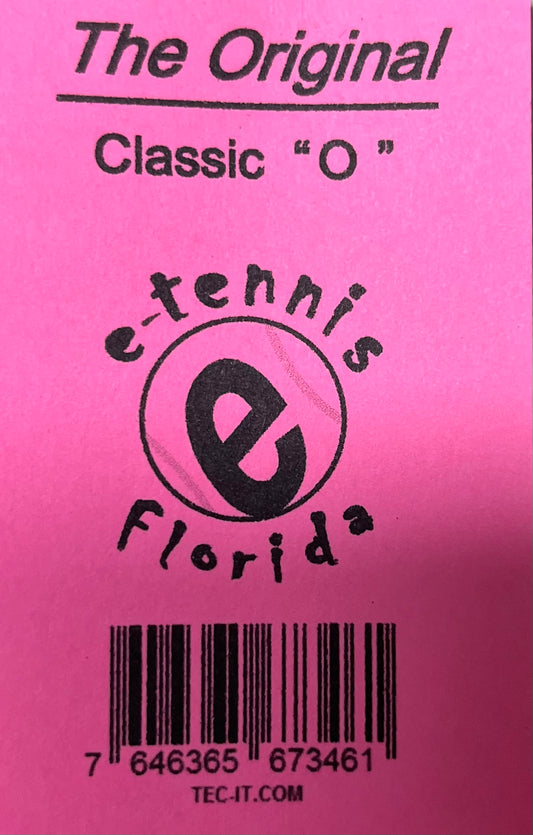 The Original
Classic "O"
e-tennis
e
Florida
7 646365 673461
TEC-IT.COM